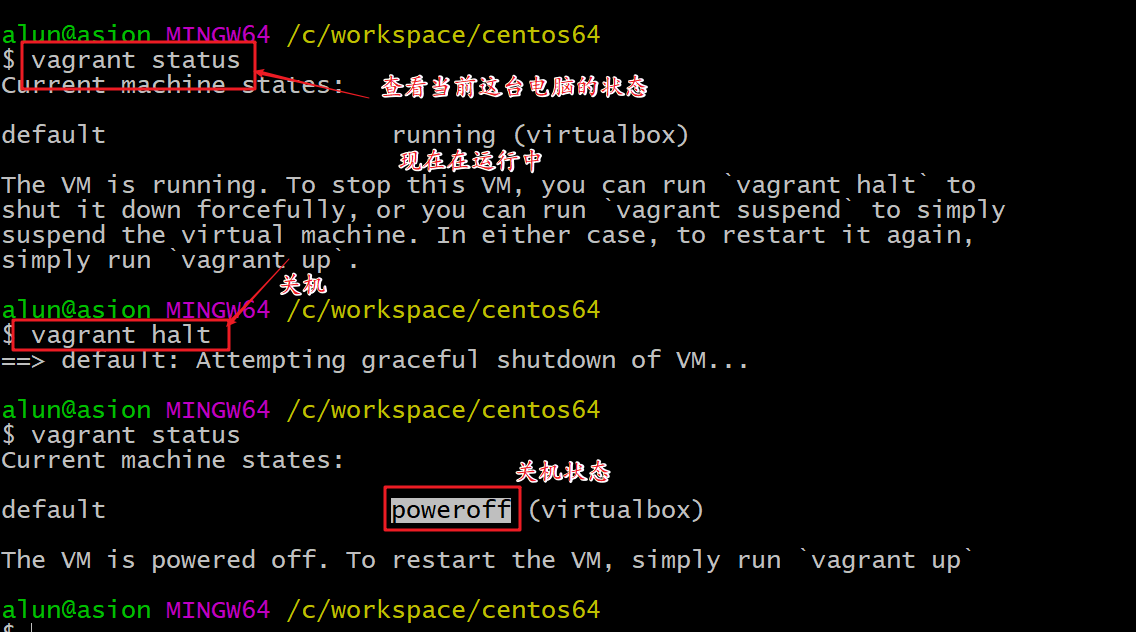 alun@asion MINGW64 /c/workspace/centos64
$ vagrant status
Current machine states:
查看当前这台电脑的状态
default                   running (virtualbox)
现在在运行中
The VM is running. To stop this VM, you can run `vagrant halt` to
shut it down forcefully, or you can run `vagrant suspend` to simply
suspend the virtual machine. In either case, to restart it again,
simply run `vagrant up`.
关机
alun@asion MINGW64 /c/workspace/centos64
$ vagrant halt
==> default: Attempting graceful shutdown of VM...
alun@asion MINGW64 /c/workspace/centos64
$ vagrant status
Current machine states:
关机状态
default                   poweroff (virtualbox)
The VM is powered off. To restart the VM, simply run `vagrant up`
alun@asion MINGW64 /c/workspace/centos64
$